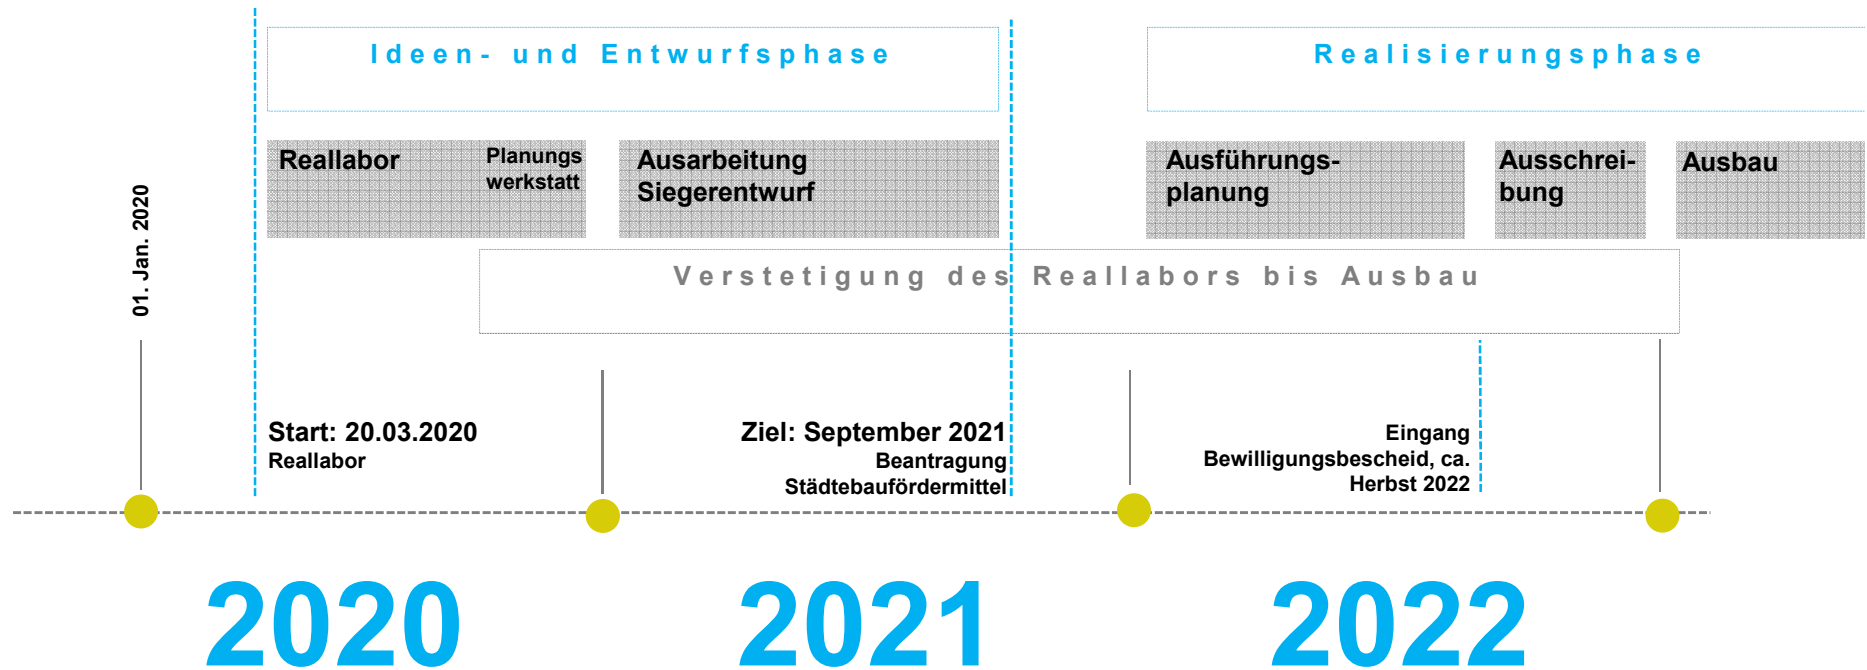 Ideen- und Entwurfsphase
Realisierungsphase
Reallabor
Planungs
werkstatt
Ausarbeitung
Siegerentwurf
Ausführungs-
planung
Ausschrei-
bung
Ausbau
01. Jan. 2020
Verstetigung des Reallabors bis Ausbau
Start: 20.03.2020
Reallabor
Ziel: September 2021
Beantragung
Städtebaufördermittel
Eingang
Bewilligungsbescheid, ca.
Herbst 2022
2020
2021
2022